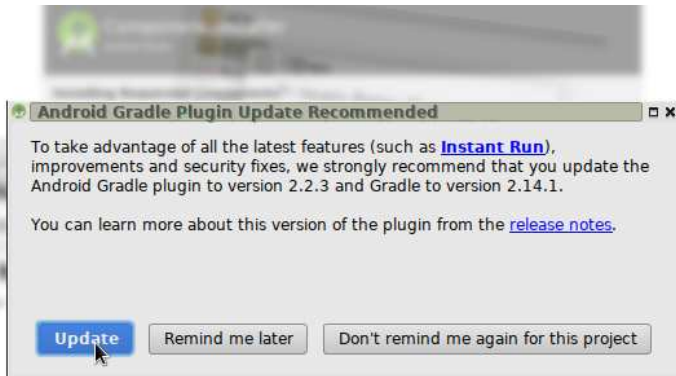 Android Gradle Plugin Update Recommended
To take advantage of all the latest features (such as Instant Run),
improvements and security fixes, we strongly recommend that you update the
Android Gradle plugin to version 2.2.3 and Gradle to version 2.14.1.
You can learn more about this version of the plugin from the release notes.
Update
Remind me later
Don't remind me again for this project